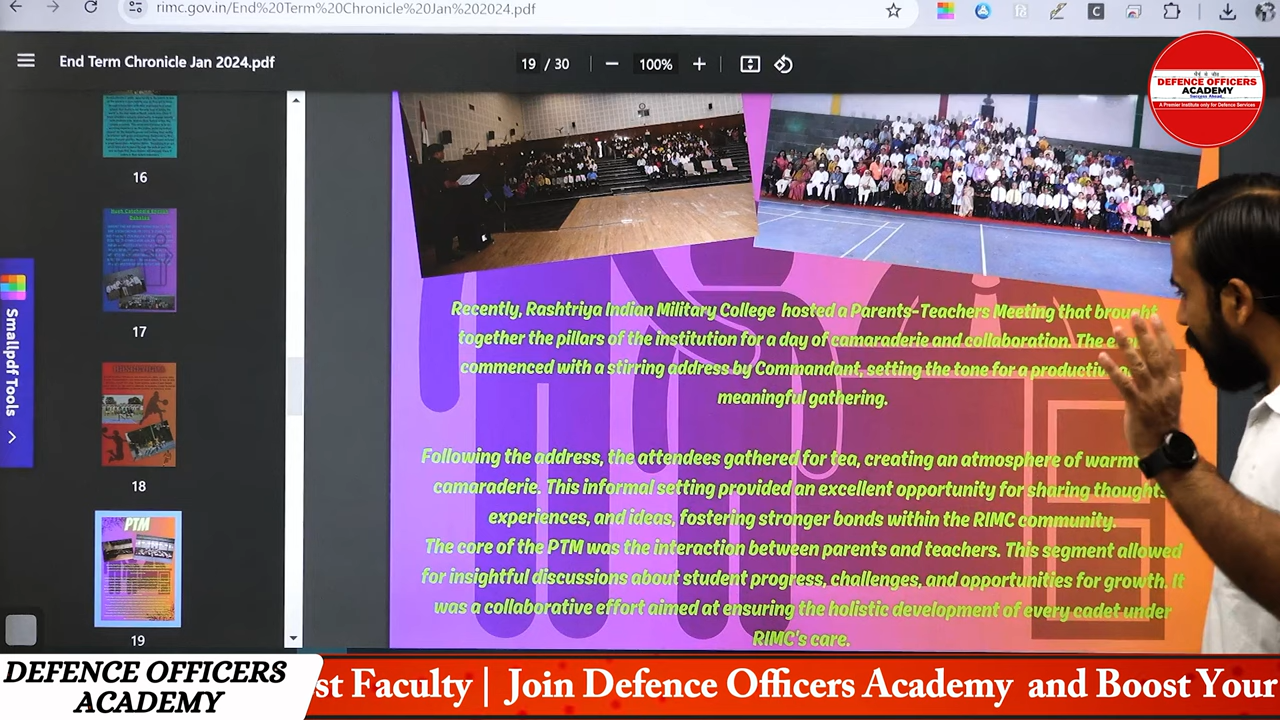 rimc.gov.in/End%20Term%20Chronicle%20Jan%202024.pdf
End Term Chronicle Jan 2024.pdf
19 / 30
100%
DEFENCE OFFICERS
ACADEMY
Success Ahead...
A Premier Institute only for Defence Services
16
17
18
PTM
19
Smallpdf Tools
Recently, Rashtriya Indian Military College hosted a Parents-Teachers Meeting that brought
together the pillars of the institution for a day of camaraderie and collaboration. The
commenced with a stirring address by Commandant, setting the tone for a
meaningful gathering.
Following the address, the attendees gathered for tea, creating an atmosphere of
camaraderie. This informal setting provided an excellent opportunity for sharing
experiences, and ideas, fostering stronger bonds within the RIMC community.
The core of the PTM was the interaction between parents and teachers. This segment allowed
for insightful discussions about student progress, challenges, and opportunities for growth. It
was a collaborative effort aimed at ensuring the holistic development of every cadet under
RIMC's care.
DEFENCE OFFICERS
ACADEMY
st Faculty | Join Defence Officers Academy and Boost Your